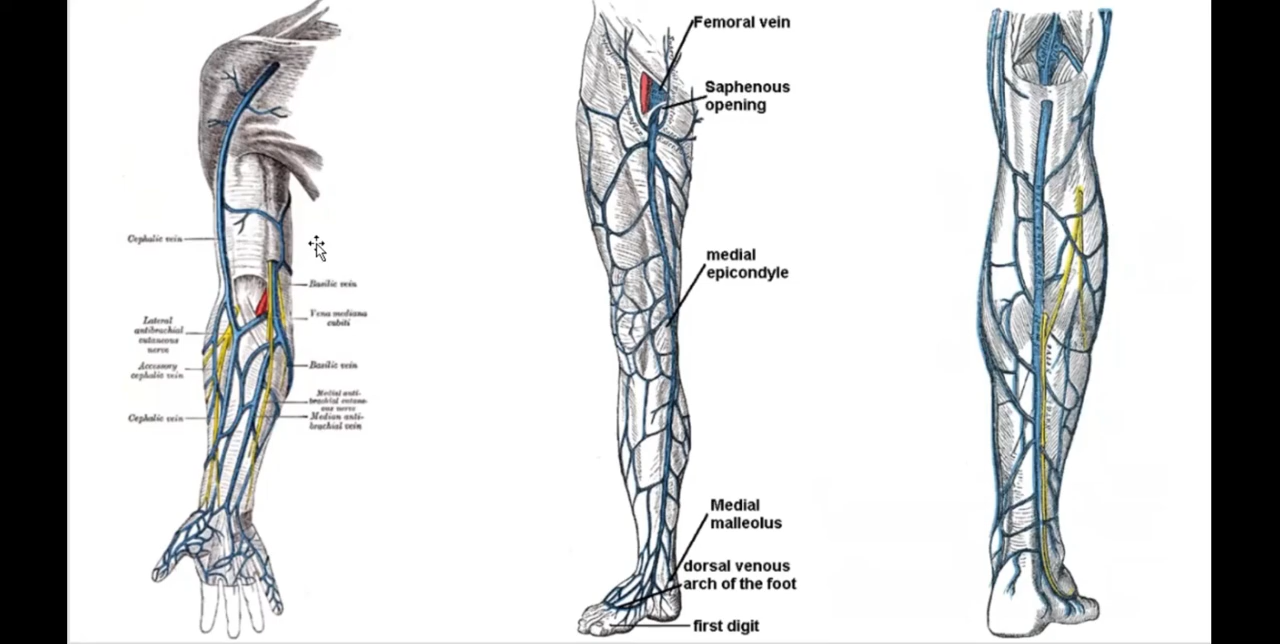 Cephalic vein
Lateral
antibrachial
cutaneous
nerve
Accessory
cephalic vein
Cephalic vein
Basilic vein
Vena mediana
cubiti
Basilic vein
Medial anti-
brachial cutane-
ous nerve
Median anti-
brachial vein
Femoral vein
Saphenous
opening
medial
epicondyle
Medial
malleolus
dorsal venous
arch of the foot
first digit